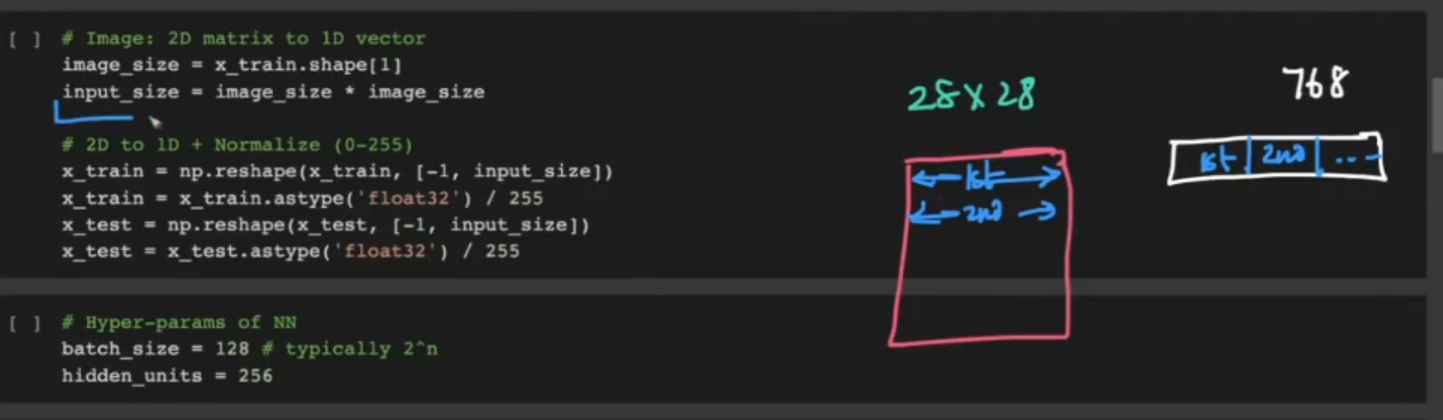 [ ] # Image: 2D matrix to 1D vector
image_size = x_train.shape[1]
input_size = image_size * image_size
# 2D to 1D + Normalize (0-255)
x_train = np.reshape(x_train, [-1, input_size])
x_train = x_train.astype('float32') / 255
x_test = np.reshape(x_test, [-1, input_size])
x_test = x_test.astype('float32') / 255
28 X 28
1st
2nd
768
1st 2nd ...
[ ] # Hyper-params of NN
batch_size = 128 # typically 2^n
hidden_units = 256